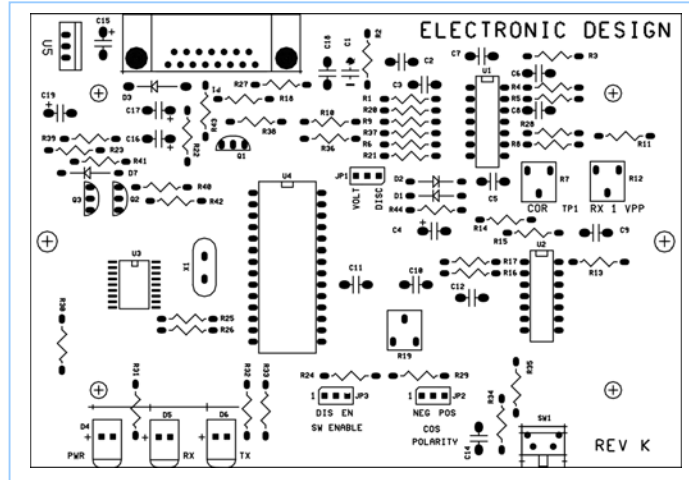 ELECTRONIC DESIGN
U5
C15
P1
C18
C1
R2
C2
C7
R3
U1
C6
D3
R27
C3
R4
R18
R1
R5
C19
C17
R43
R20
C8
R10
R9
R38
R37
R28
R39
C16
R22
R36
R6
R8
R11
R23
Q1
R21
R41
D7
U4
JP1
D2
C5
R7
R12
Q3
Q2
R40
D1
R42
VOLT
DISC
R44
COR TP1
RX 1 VPP
R14
C4
R15
C9
U3
X1
U2
R17
R16
R13
C11
C10
C12
R30
R25
R26
R19
R31
R32
R33
R24
R29
R35
1
JP3
1
JP2
R34
DIS EN
NEG POS
SW ENABLE
COS
POLARITY
D4
D5
D6
SW1
C14
REV K
PWR
RX
TX